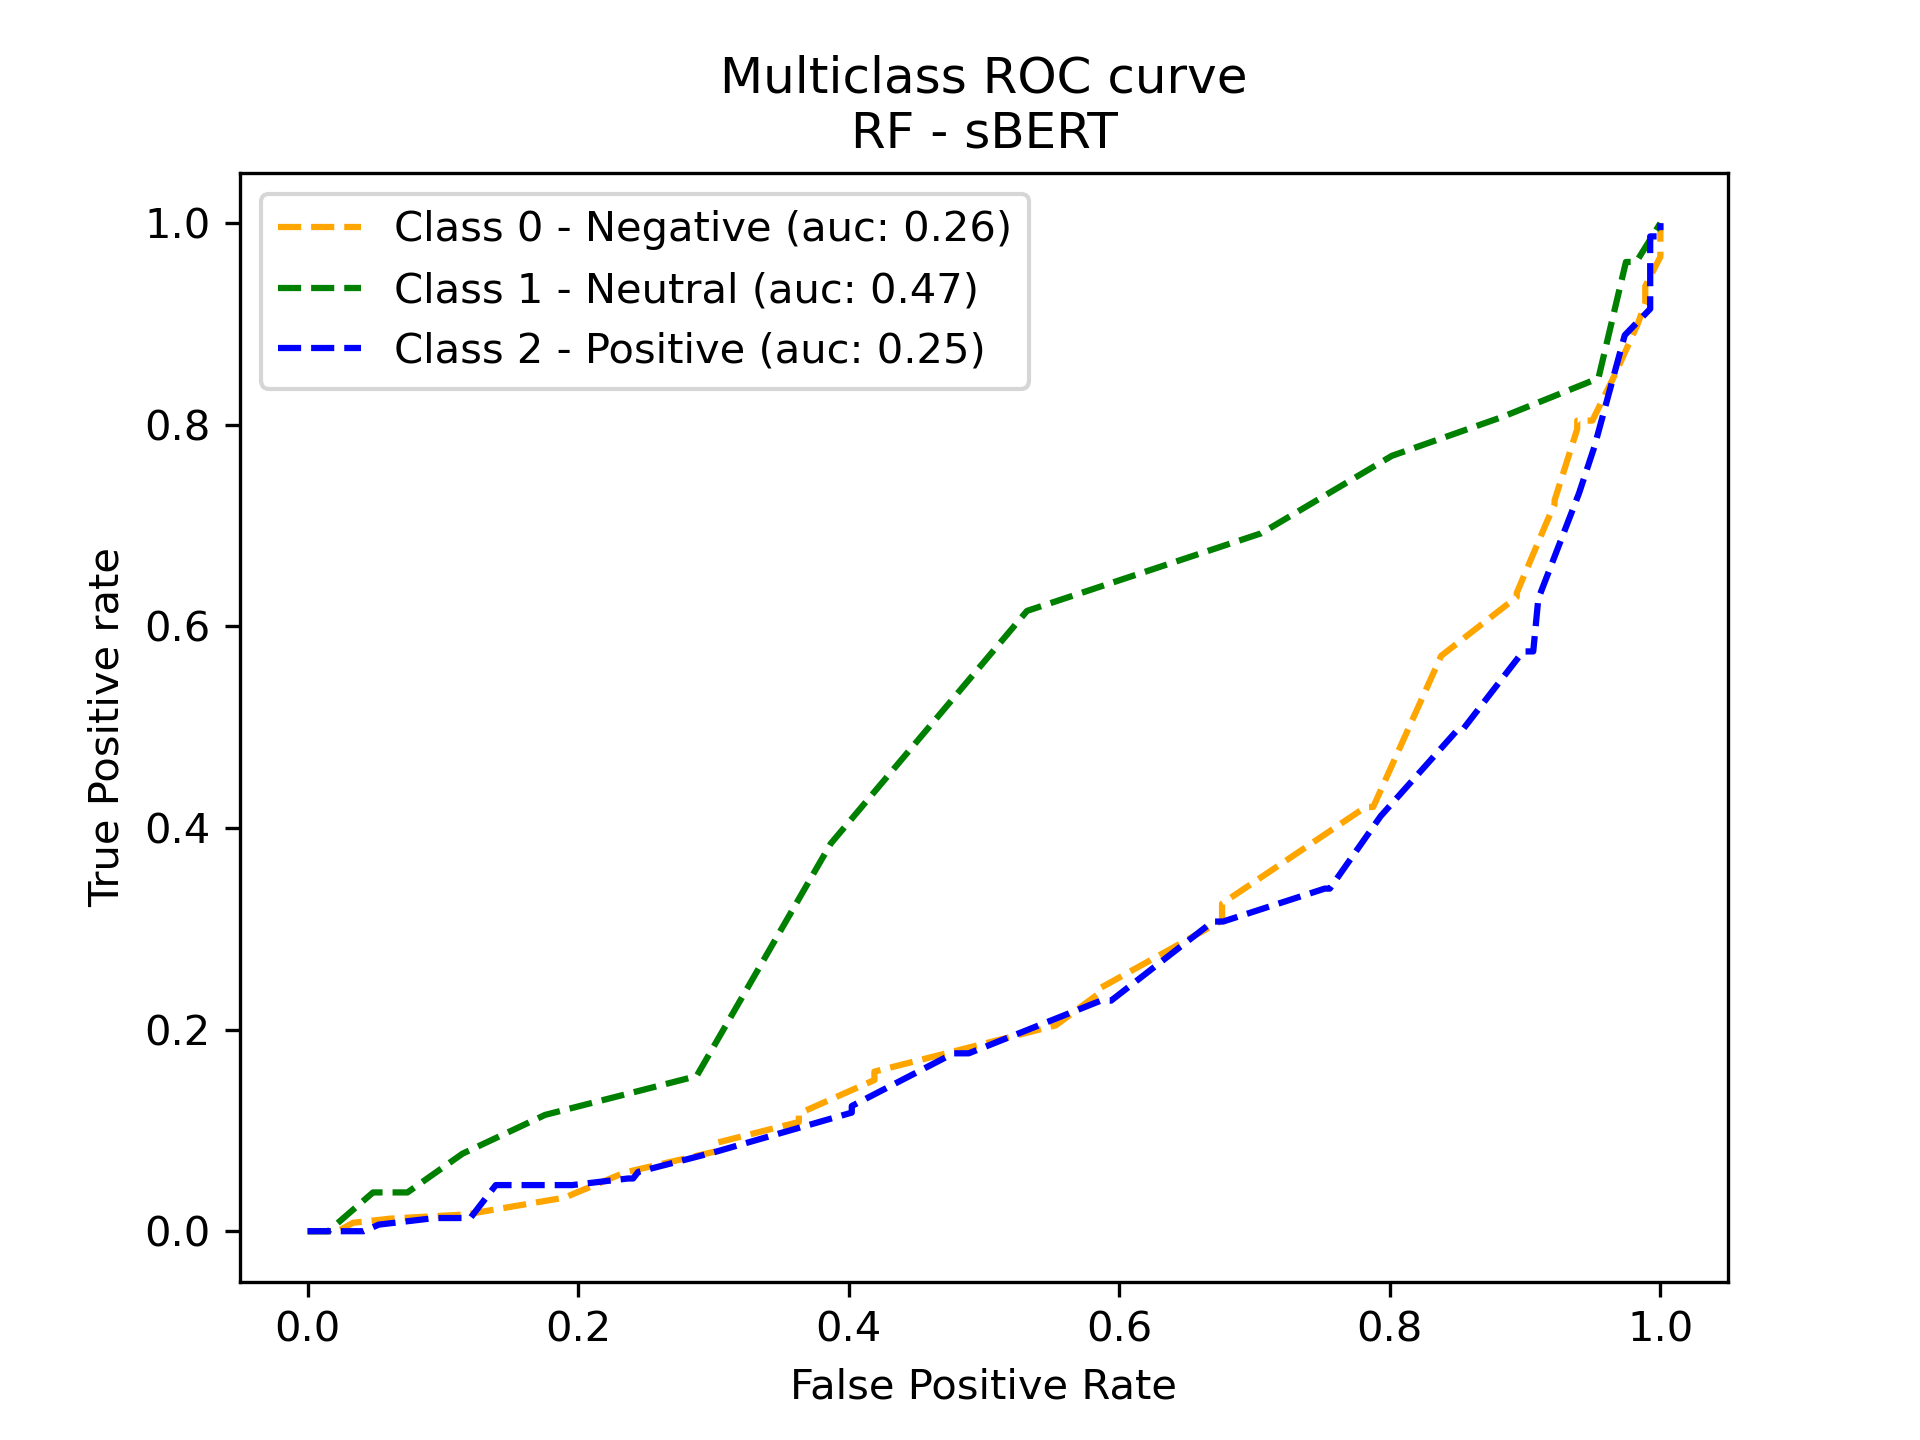 Multiclass ROC curve
RF - sBERT
Class 0 - Negative (auc: 0.26)
Class 1 - Neutral (auc: 0.47)
Class 2 - Positive (auc: 0.25)
True Positive rate
1.0
0.8
0.6
0.4
0.2
0.0
0.0 0.2 0.4 0.6 0.8 1.0
False Positive Rate